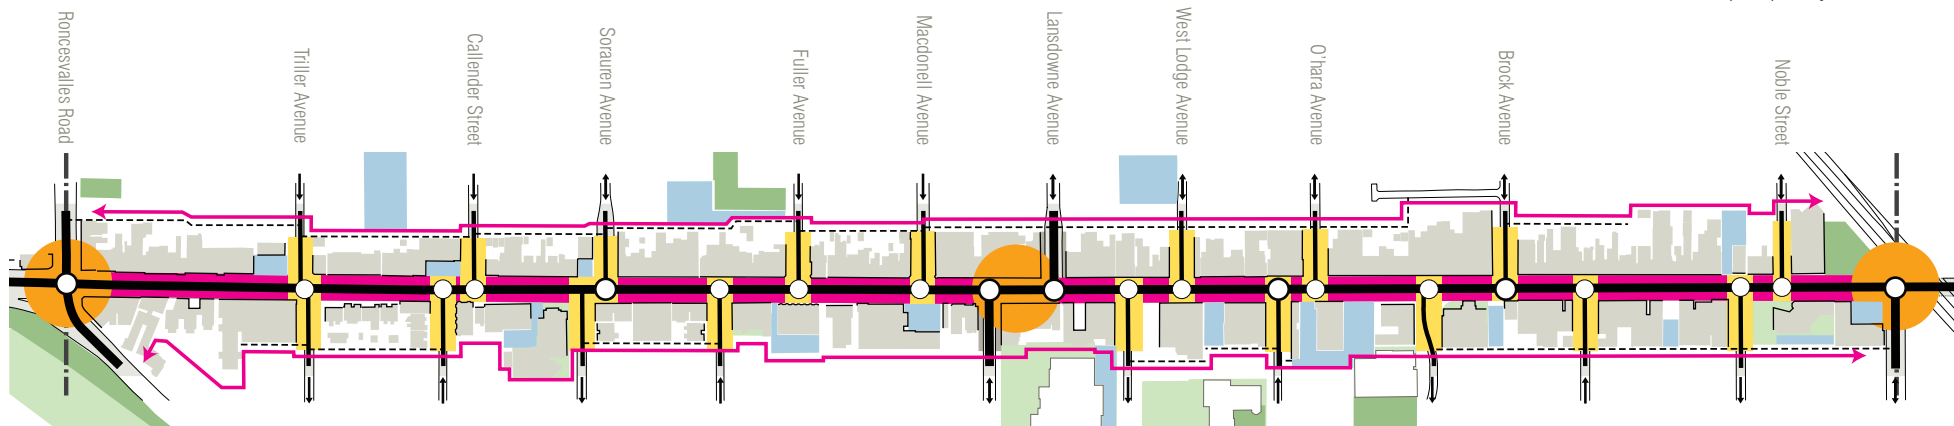 Roncesvalles Road
Triller Avenue
Callender Street
Sorauren Avenue
Fuller Avenue
Macdonell Avenue
Lansdowne Avenue
West Lodge Avenue
O'hara Avenue
Brock Avenue
Noble Street